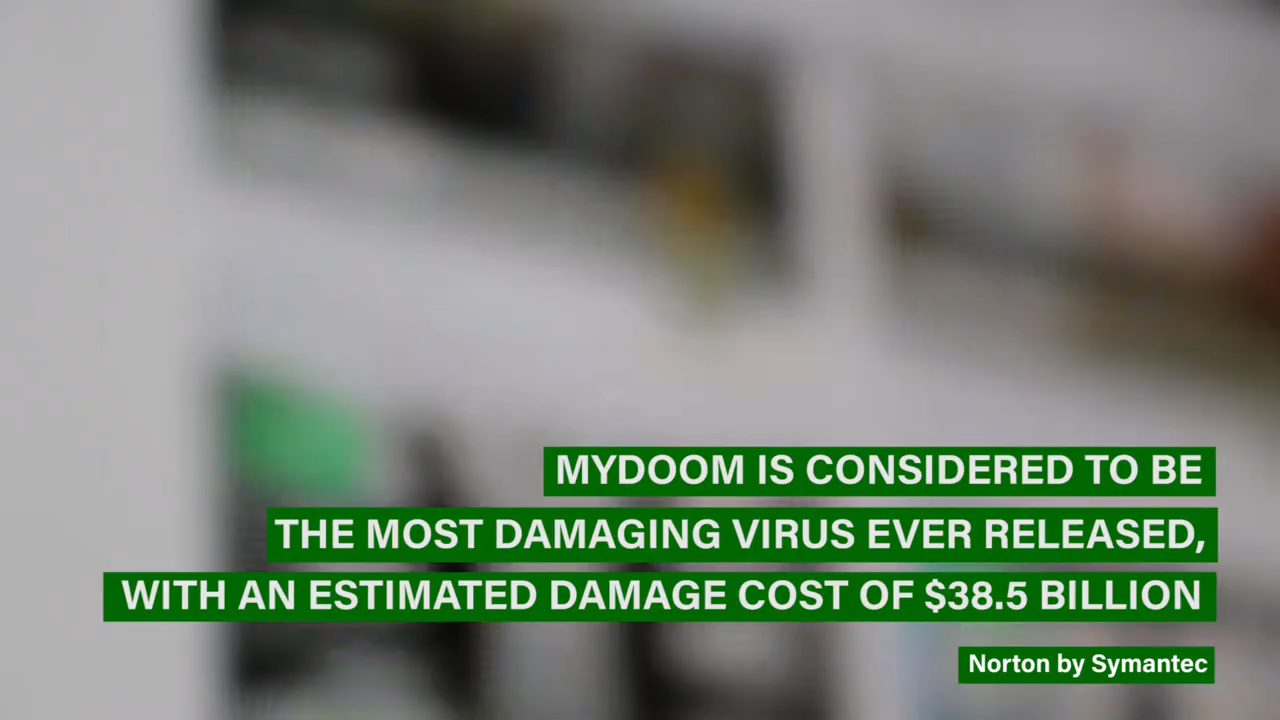 MYDOOM IS CONSIDERED TO BE
THE MOST DAMAGING VIRUS EVER RELEASED,
WITH AN ESTIMATED DAMAGE COST OF $38.5 BILLION
Norton by Symantec